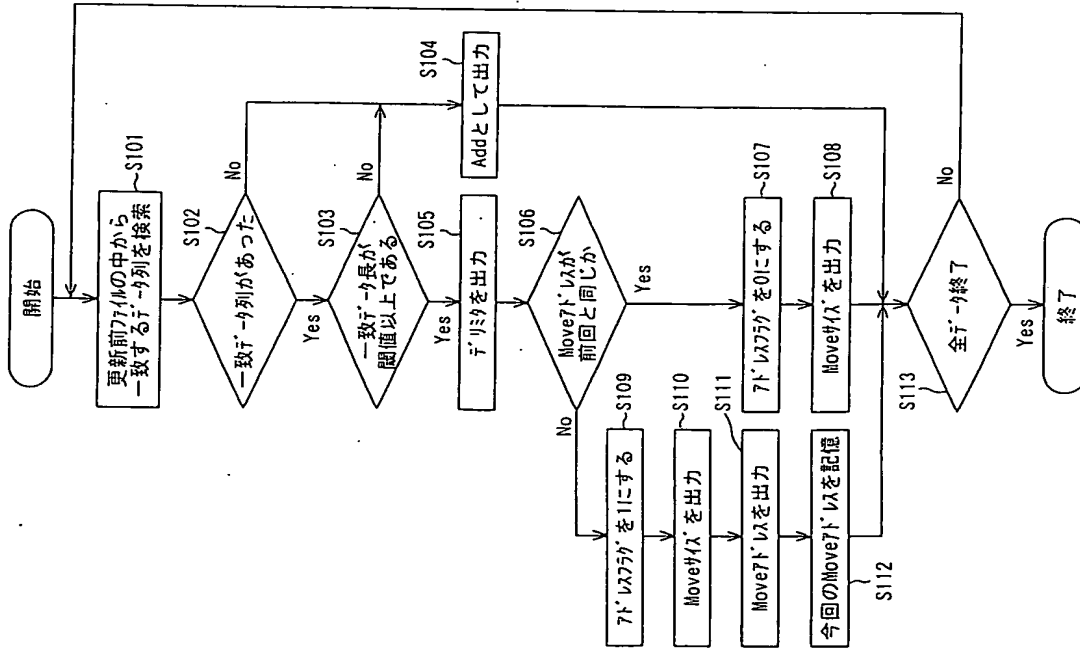 開始
更新前ファイルの中から
一致するデータ列を検索
S101
一致データ列があった
S102
No
Yes
一致データ長が
閾値以上である
S103
No
Yes
Addとして出力
S104
デリミタを出力
S105
Moveアドレスが
前回と同じか
S106
No
Yes
アドレスフラグを0にする
S107
Moveサイズを出力
S108
アドレスフラグを1にする
S109
Moveサイズを出力
S110
Moveアドレスを出力
S111
今回のMoveアドレスを記憶
S112
全データ終了
S113
No
Yes
終了